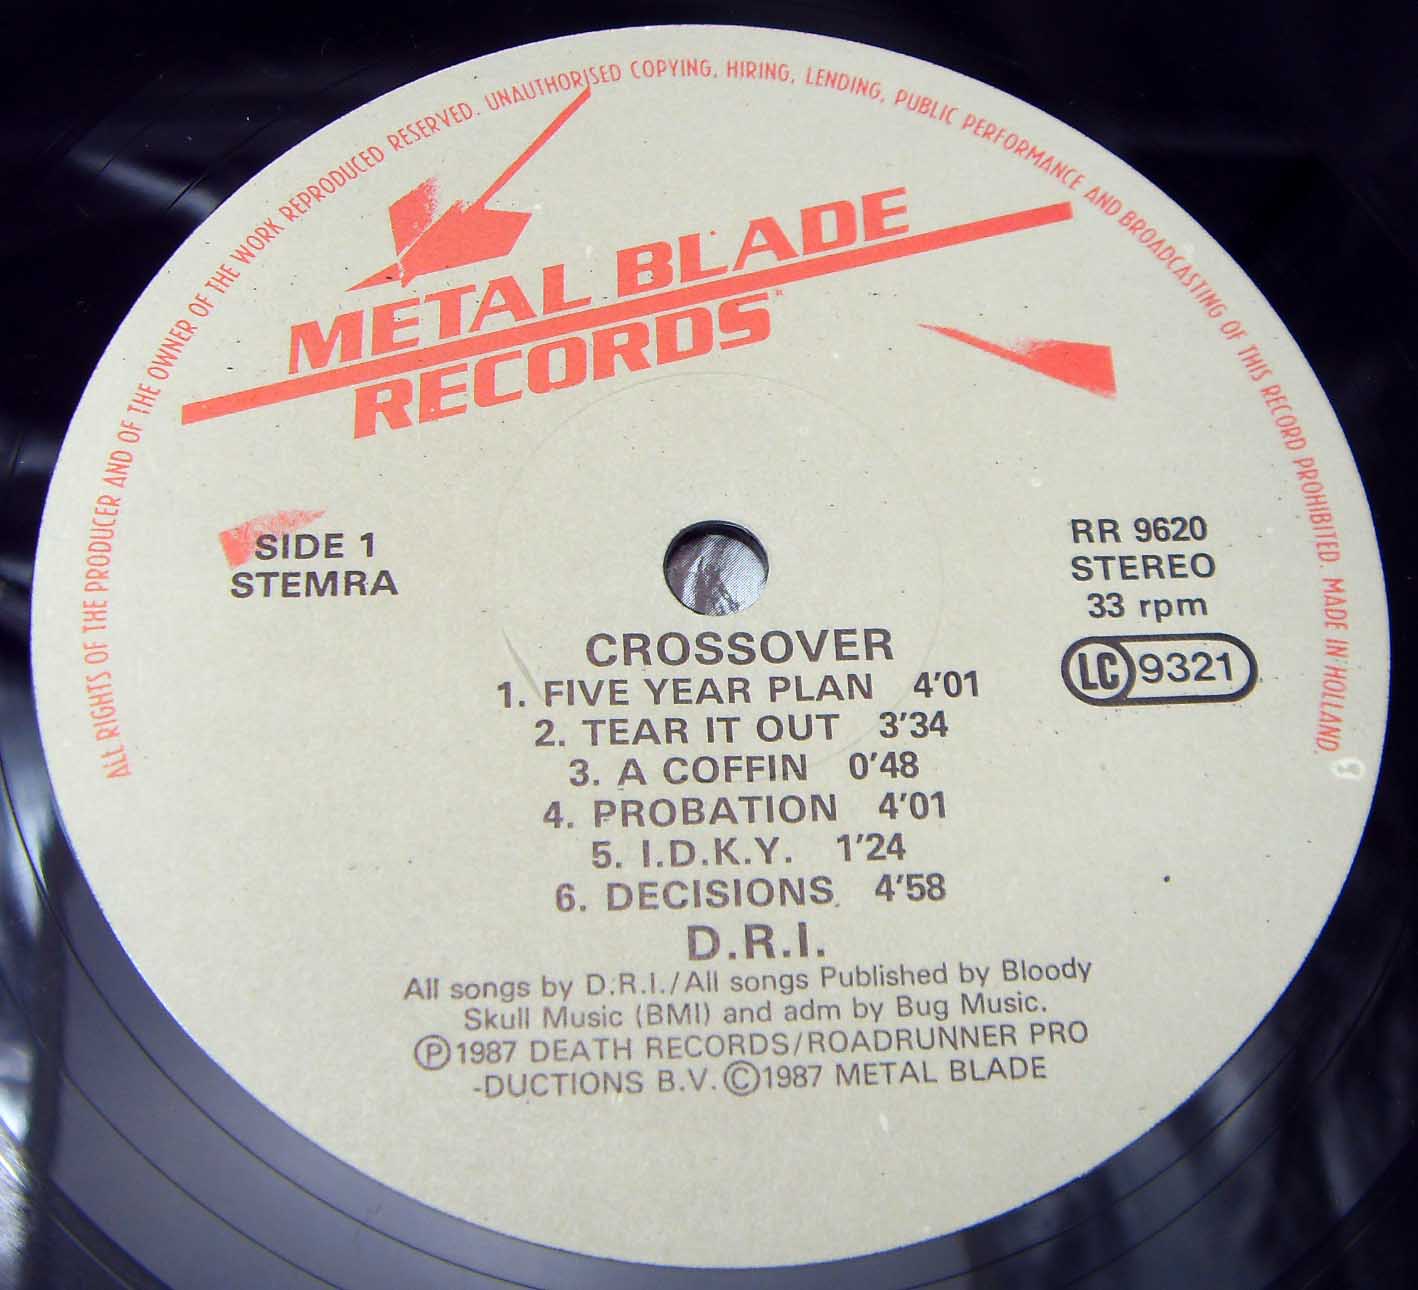 ALL RIGHTS OF THE PRODUCER AND OF THE OWNER OF THE WORK REPRODUCED RESERVED. UNAUTHORISED COPYING, HIRING, LENDING, PUBLIC PERFORMANCE AND BROADCASTING OF THIS RECORD PROHIBITED. MADE IN HOLLAND.
METAL BLADE
RECORDS
SIDE 1
STEMRA
RR 9620
STEREO
33 rpm
LC 9321
CROSSOVER
1. FIVE YEAR PLAN 4'01
2. TEAR IT OUT 3'34
3. A COFFIN 0'48
4. PROBATION 4'01
5. I.D.K.Y. 1'24
6. DECISIONS 4'58
D.R.I.
All songs by D.R.I./All songs Published by Bloody
Skull Music (BMI) and adm by Bug Music.
Ⓟ1987 DEATH RECORDS/ROADRUNNER PRO
-DUCTIONS B.V. ©1987 METAL BLADE